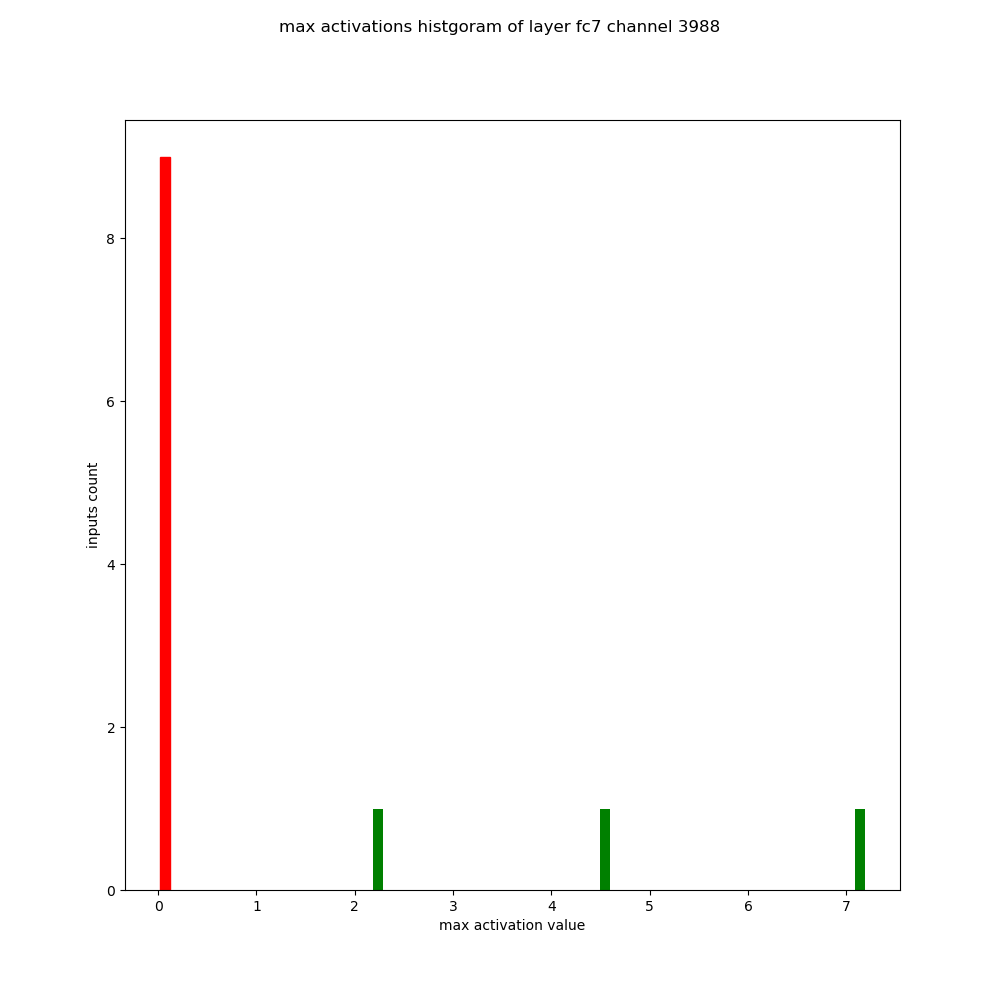 max activations histgoram of layer fc7 channel 3988
8
6
4
2
0
inputs count
0 1 2 3 4 5 6 7
max activation value